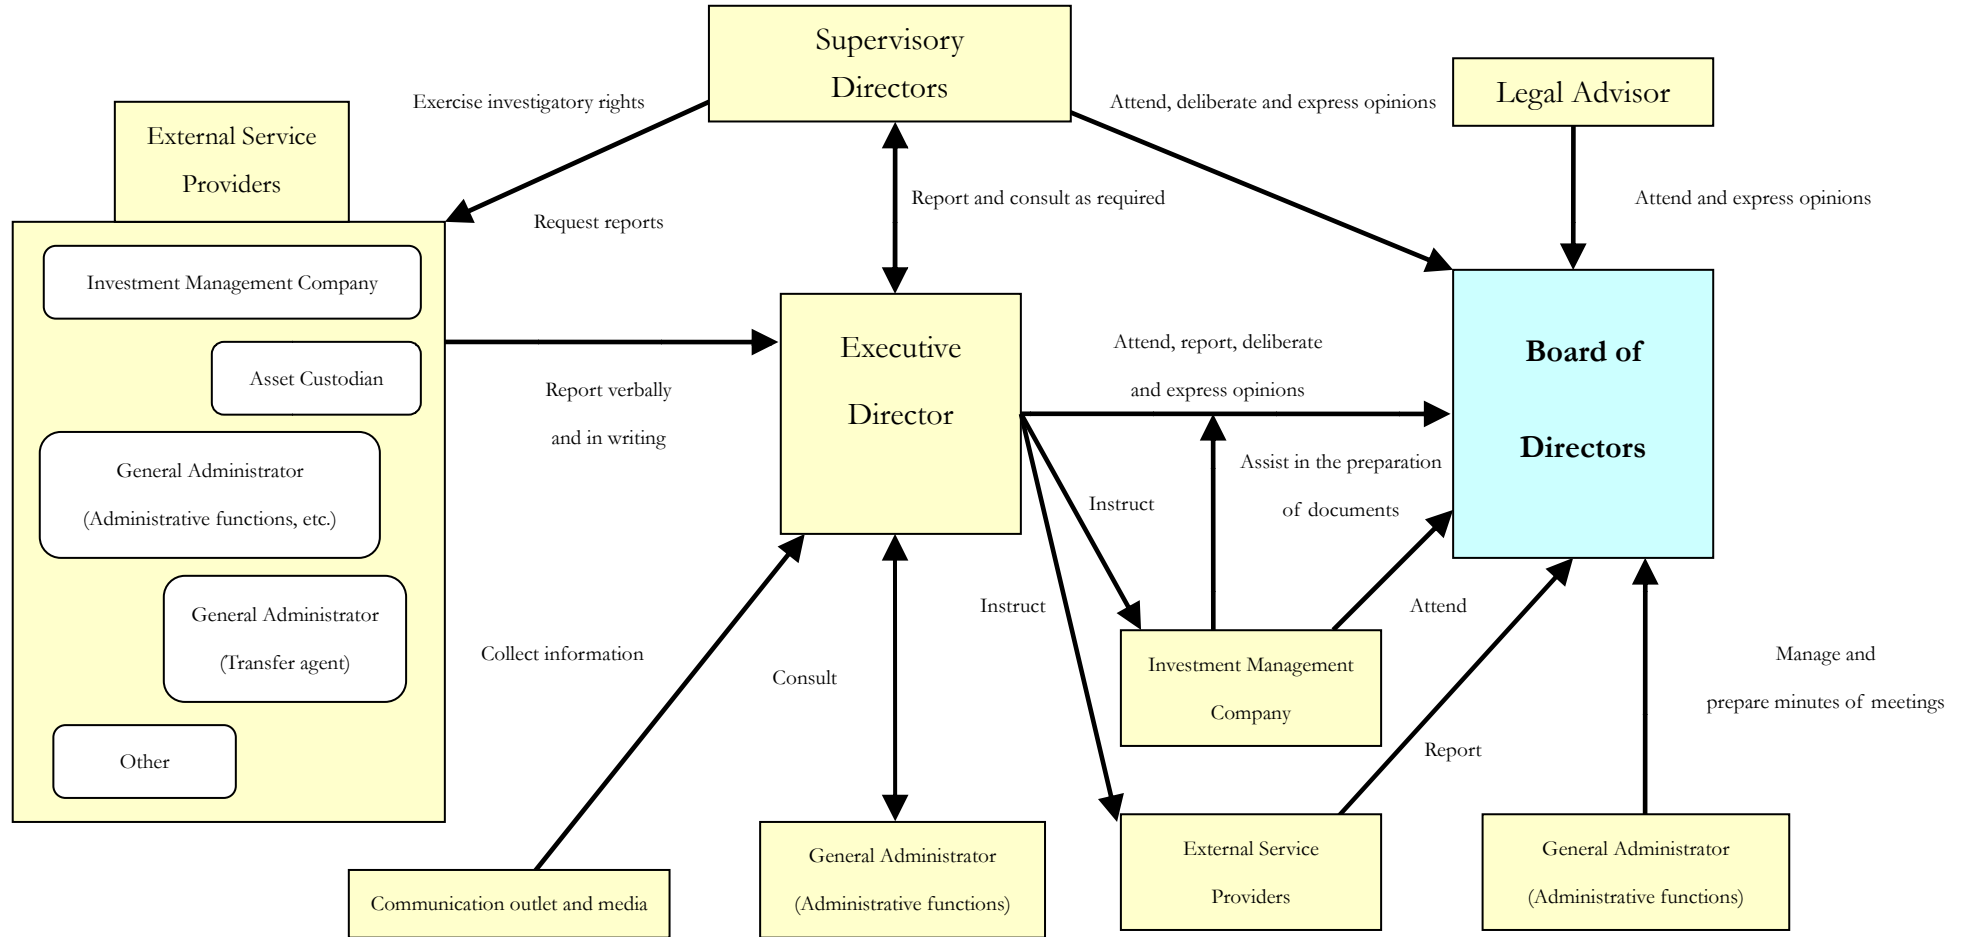 Supervisory
Directors
Exercise investigatory rights
Attend, deliberate and express opinions
Legal Advisor
External Service
Providers
Request reports
Report and consult as required
Attend and express opinions
Investment Management Company
Asset Custodian
General Administrator
(Administrative functions, etc.)
General Administrator
(Transfer agent)
Other
Report verbally
and in writing
Executive
Director
Attend, report, deliberate
and express opinions
Board of
Directors
Assist in the preparation
of documents
Instruct
Instruct
Attend
Collect information
Consult
Investment Management
Company
Manage and
prepare minutes of meetings
Report
Communication outlet and media
General Administrator
(Administrative functions)
External Service
Providers
General Administrator
(Administrative functions)